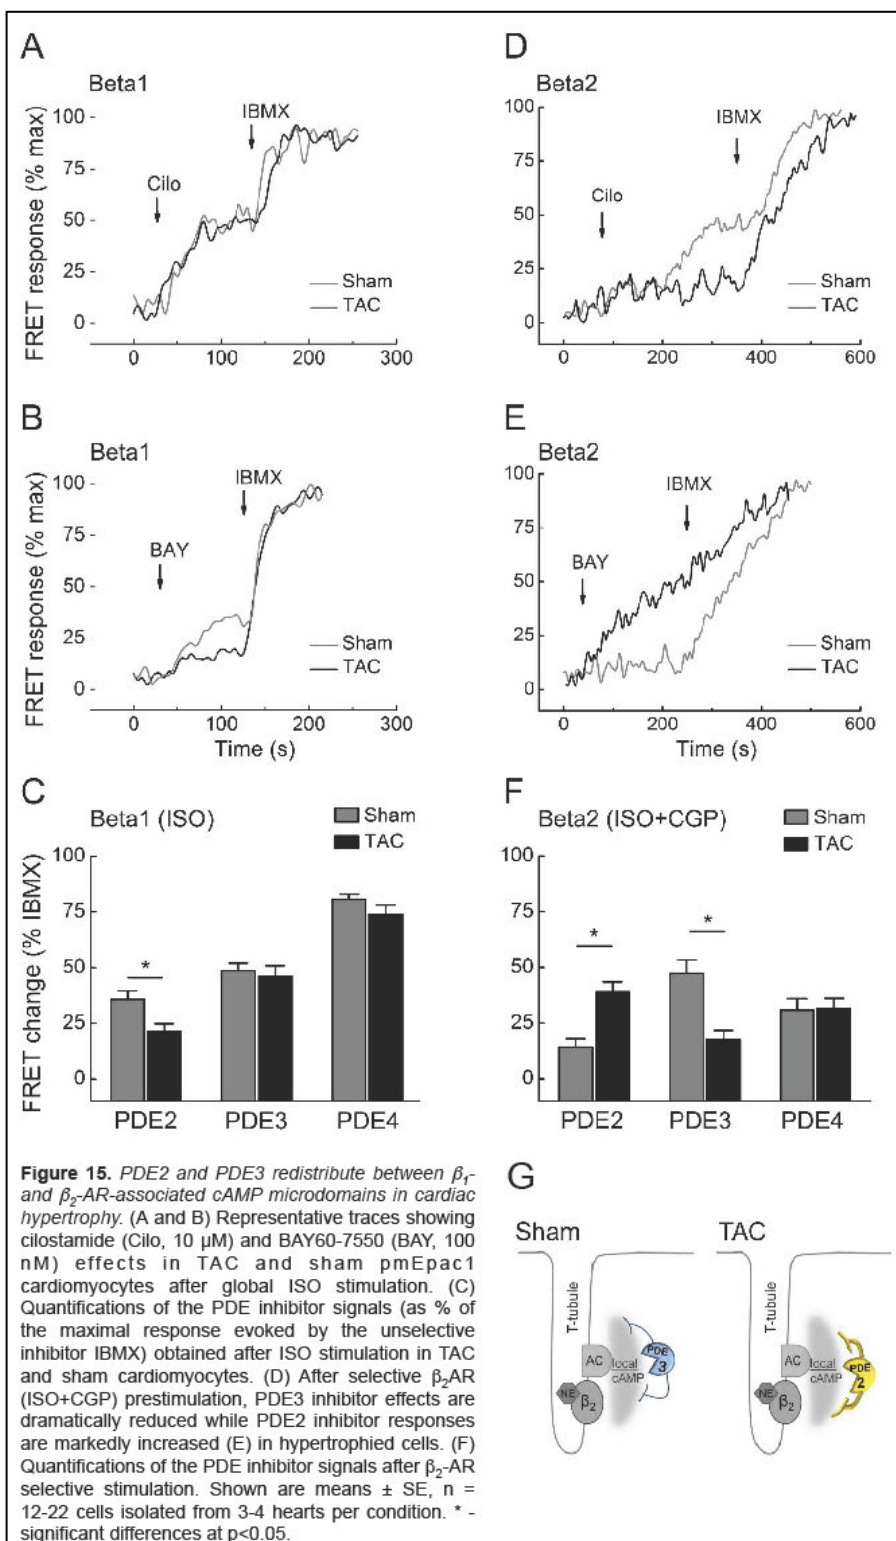 A
Beta1
FRET response (% max)
100
75
50
25
0
Cilo
IBMX
Sham
TAC
0 100 200 300
D
Beta2
100
75
50
25
0
Cilo
IBMX
Sham
TAC
0 200 400 600
B
Beta1
FRET response (% max)
100
75
50
25
0
BAY
IBMX
Sham
TAC
0 100 200 300
Time (s)
E
Beta2
100
75
50
25
0
BAY
IBMX
Sham
TAC
0 200 400 600
Time (s)
C
Beta1 (ISO)
Sham
TAC
FRET change (% IBMX)
100
75
50
25
0
*
PDE2 PDE3 PDE4
F
Beta2 (ISO+CGP)
Sham
TAC
100
75
50
25
0
* *
PDE2 PDE3 PDE4
Figure 15. PDE2 and PDE3 redistribute between β₁-
and β₂-AR-associated cAMP microdomains in cardiac
hypertrophy. (A and B) Representative traces showing
cilostamide (Cilo, 10 µM) and BAY60-7550 (BAY, 100
nM) effects in TAC and sham pmEpac1
cardiomyocytes after global ISO stimulation. (C)
Quantifications of the PDE inhibitor signals (as % of
the maximal response evoked by the unselective
inhibitor IBMX) obtained after ISO stimulation in TAC
and sham cardiomyocytes. (D) After selective β₂AR
(ISO+CGP) prestimulation, PDE3 inhibitor effects are
dramatically reduced while PDE2 inhibitor responses
are markedly increased (E) in hypertrophied cells. (F)
Quantifications of the PDE inhibitor signals after β₂-AR
selective stimulation. Shown are means ± SE, n =
12-22 cells isolated from 3-4 hearts per condition. * -
significant differences at p<0.05.
G
Sham
T-tubule
AC
local
cAMP
PDE
3
NE
β₂
TAC
T-tubule
AC
local
cAMP
PDE
2
NE
β₂